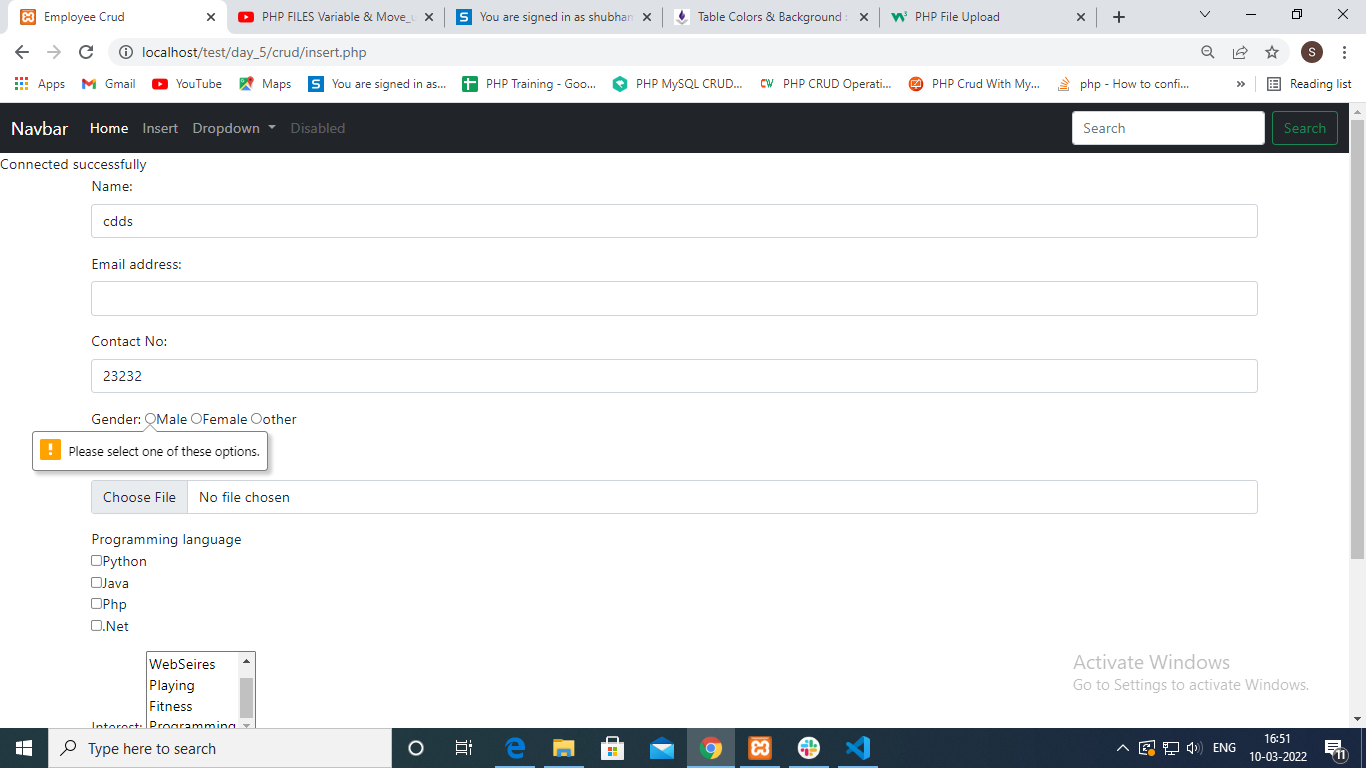 Employee Crud
PHP FILES Variable & Move_u
You are signed in as shubhan
Table Colors & Background
PHP File Upload
localhost/test/day_5/crud/insert.php
S
Apps
Gmail
YouTube
Maps
You are signed in as...
PHP Training - Goo...
PHP MySQL CRUD...
PHP CRUD Operati...
PHP Crud With My...
php - How to confi...
»
Reading list
Navbar
Home
Insert
Dropdown
Disabled
Search
Search
Connected successfully
Name:
cdds
Email address:
Contact No:
23232
Gender: Male Female other
Please select one of these options.
Choose File No file chosen
Programming language
Python
Java
Php
.Net
WebSeires
Playing
Fitness
Interest: Programming
Activate Windows
Go to Settings to activate Windows.
Type here to search
ENG
16:51
10-03-2022
11